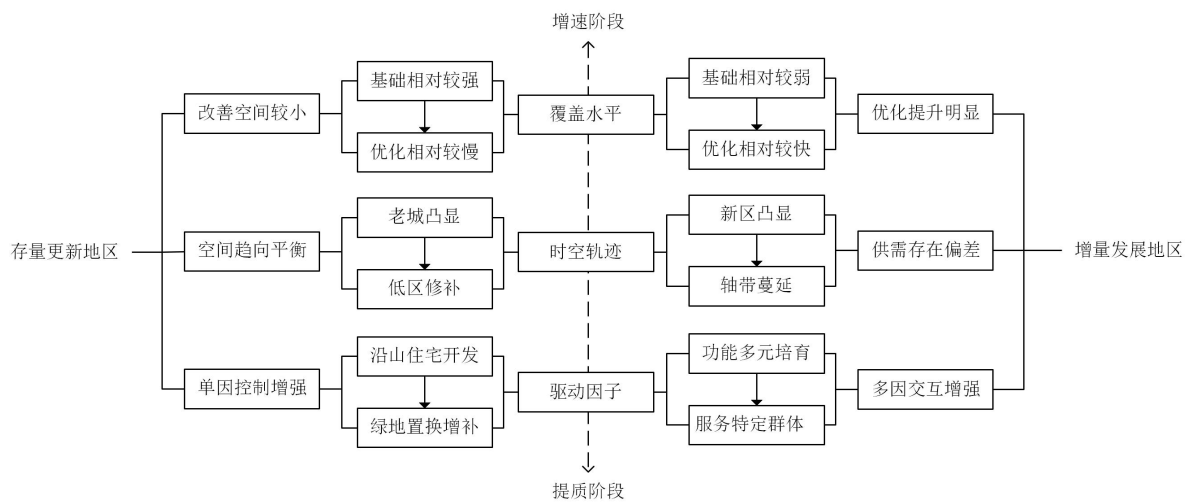 增速阶段
基础相对较强
基础相对较弱
改善空间较小
覆盖水平
优化提升明显
优化相对较慢
优化相对较快
老城凸显
新区凸显
存量更新地区
空间趋向平衡
时空轨迹
供需存在偏差
增量发展地区
低区修补
轴带蔓延
沿山住宅开发
功能多元培育
单因控制增强
驱动因子
多因交互增强
绿地置换增补
服务特定群体
提质阶段